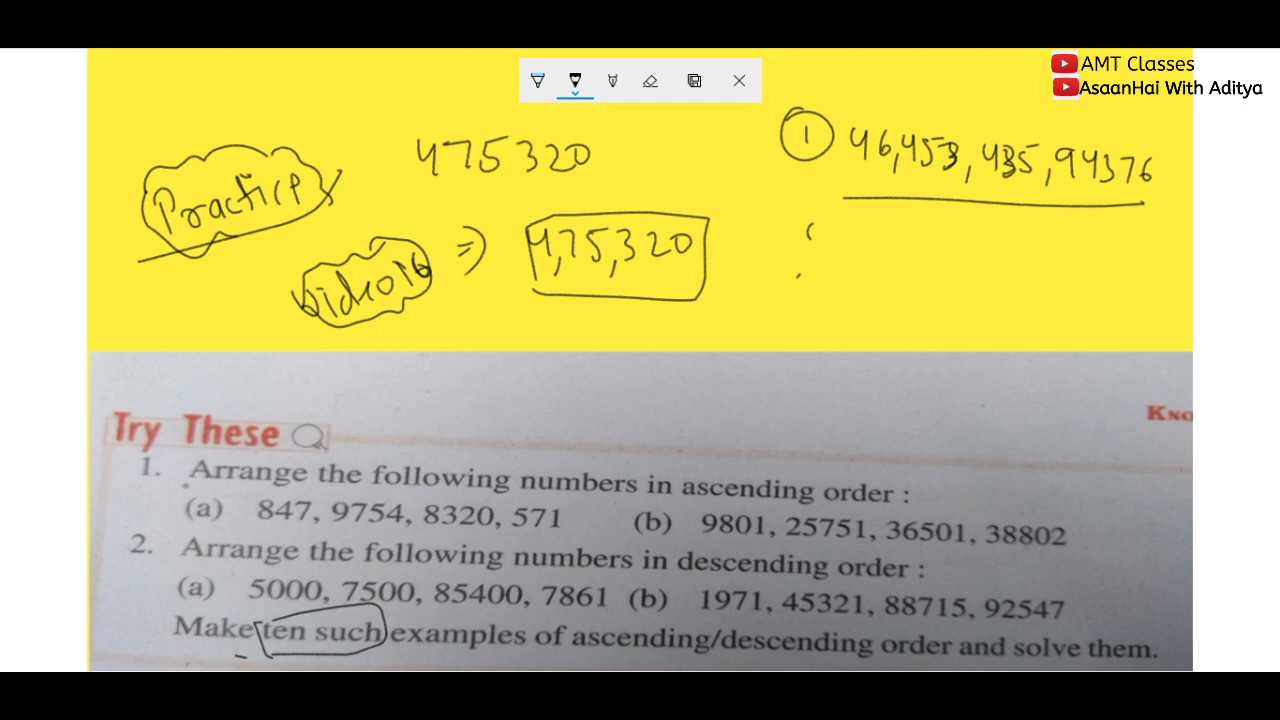 AMT Classes
AsaanHai With Aditya
Practice
475320
1 46,453,435,94376
⇒ 4,75,320
KNO
Try These
1. Arrange the following numbers in ascending order :
(a) 847, 9754, 8320, 571 (b) 9801, 25751, 36501, 38802
2. Arrange the following numbers in descending order :
(a) 5000, 7500, 85400, 7861 (b) 1971, 45321, 88715, 92547
Make ten such examples of ascending/descending order and solve them.